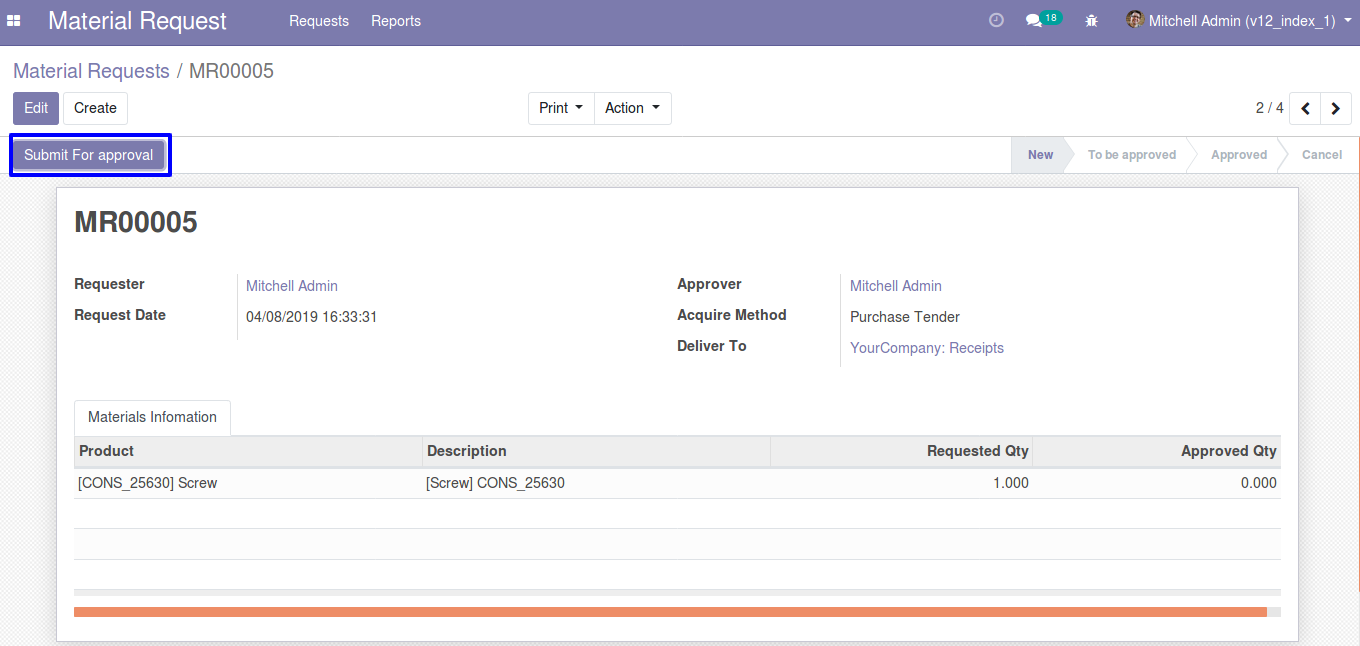 Material Request Requests Reports 18 Mitchell Admin (v12_index_1)
Material Requests / MR00005
Edit Create Print Action 2 / 4
Submit For approval New To be approved Approved Cancel
MR00005
Requester Mitchell Admin Approver Mitchell Admin
Request Date 04/08/2019 16:33:31 Acquire Method Purchase Tender
Deliver To YourCompany: Receipts
Materials Infomation
Product Description Requested Qty Approved Qty
[CONS_25630] Screw [Screw] CONS_25630 1.000 0.000